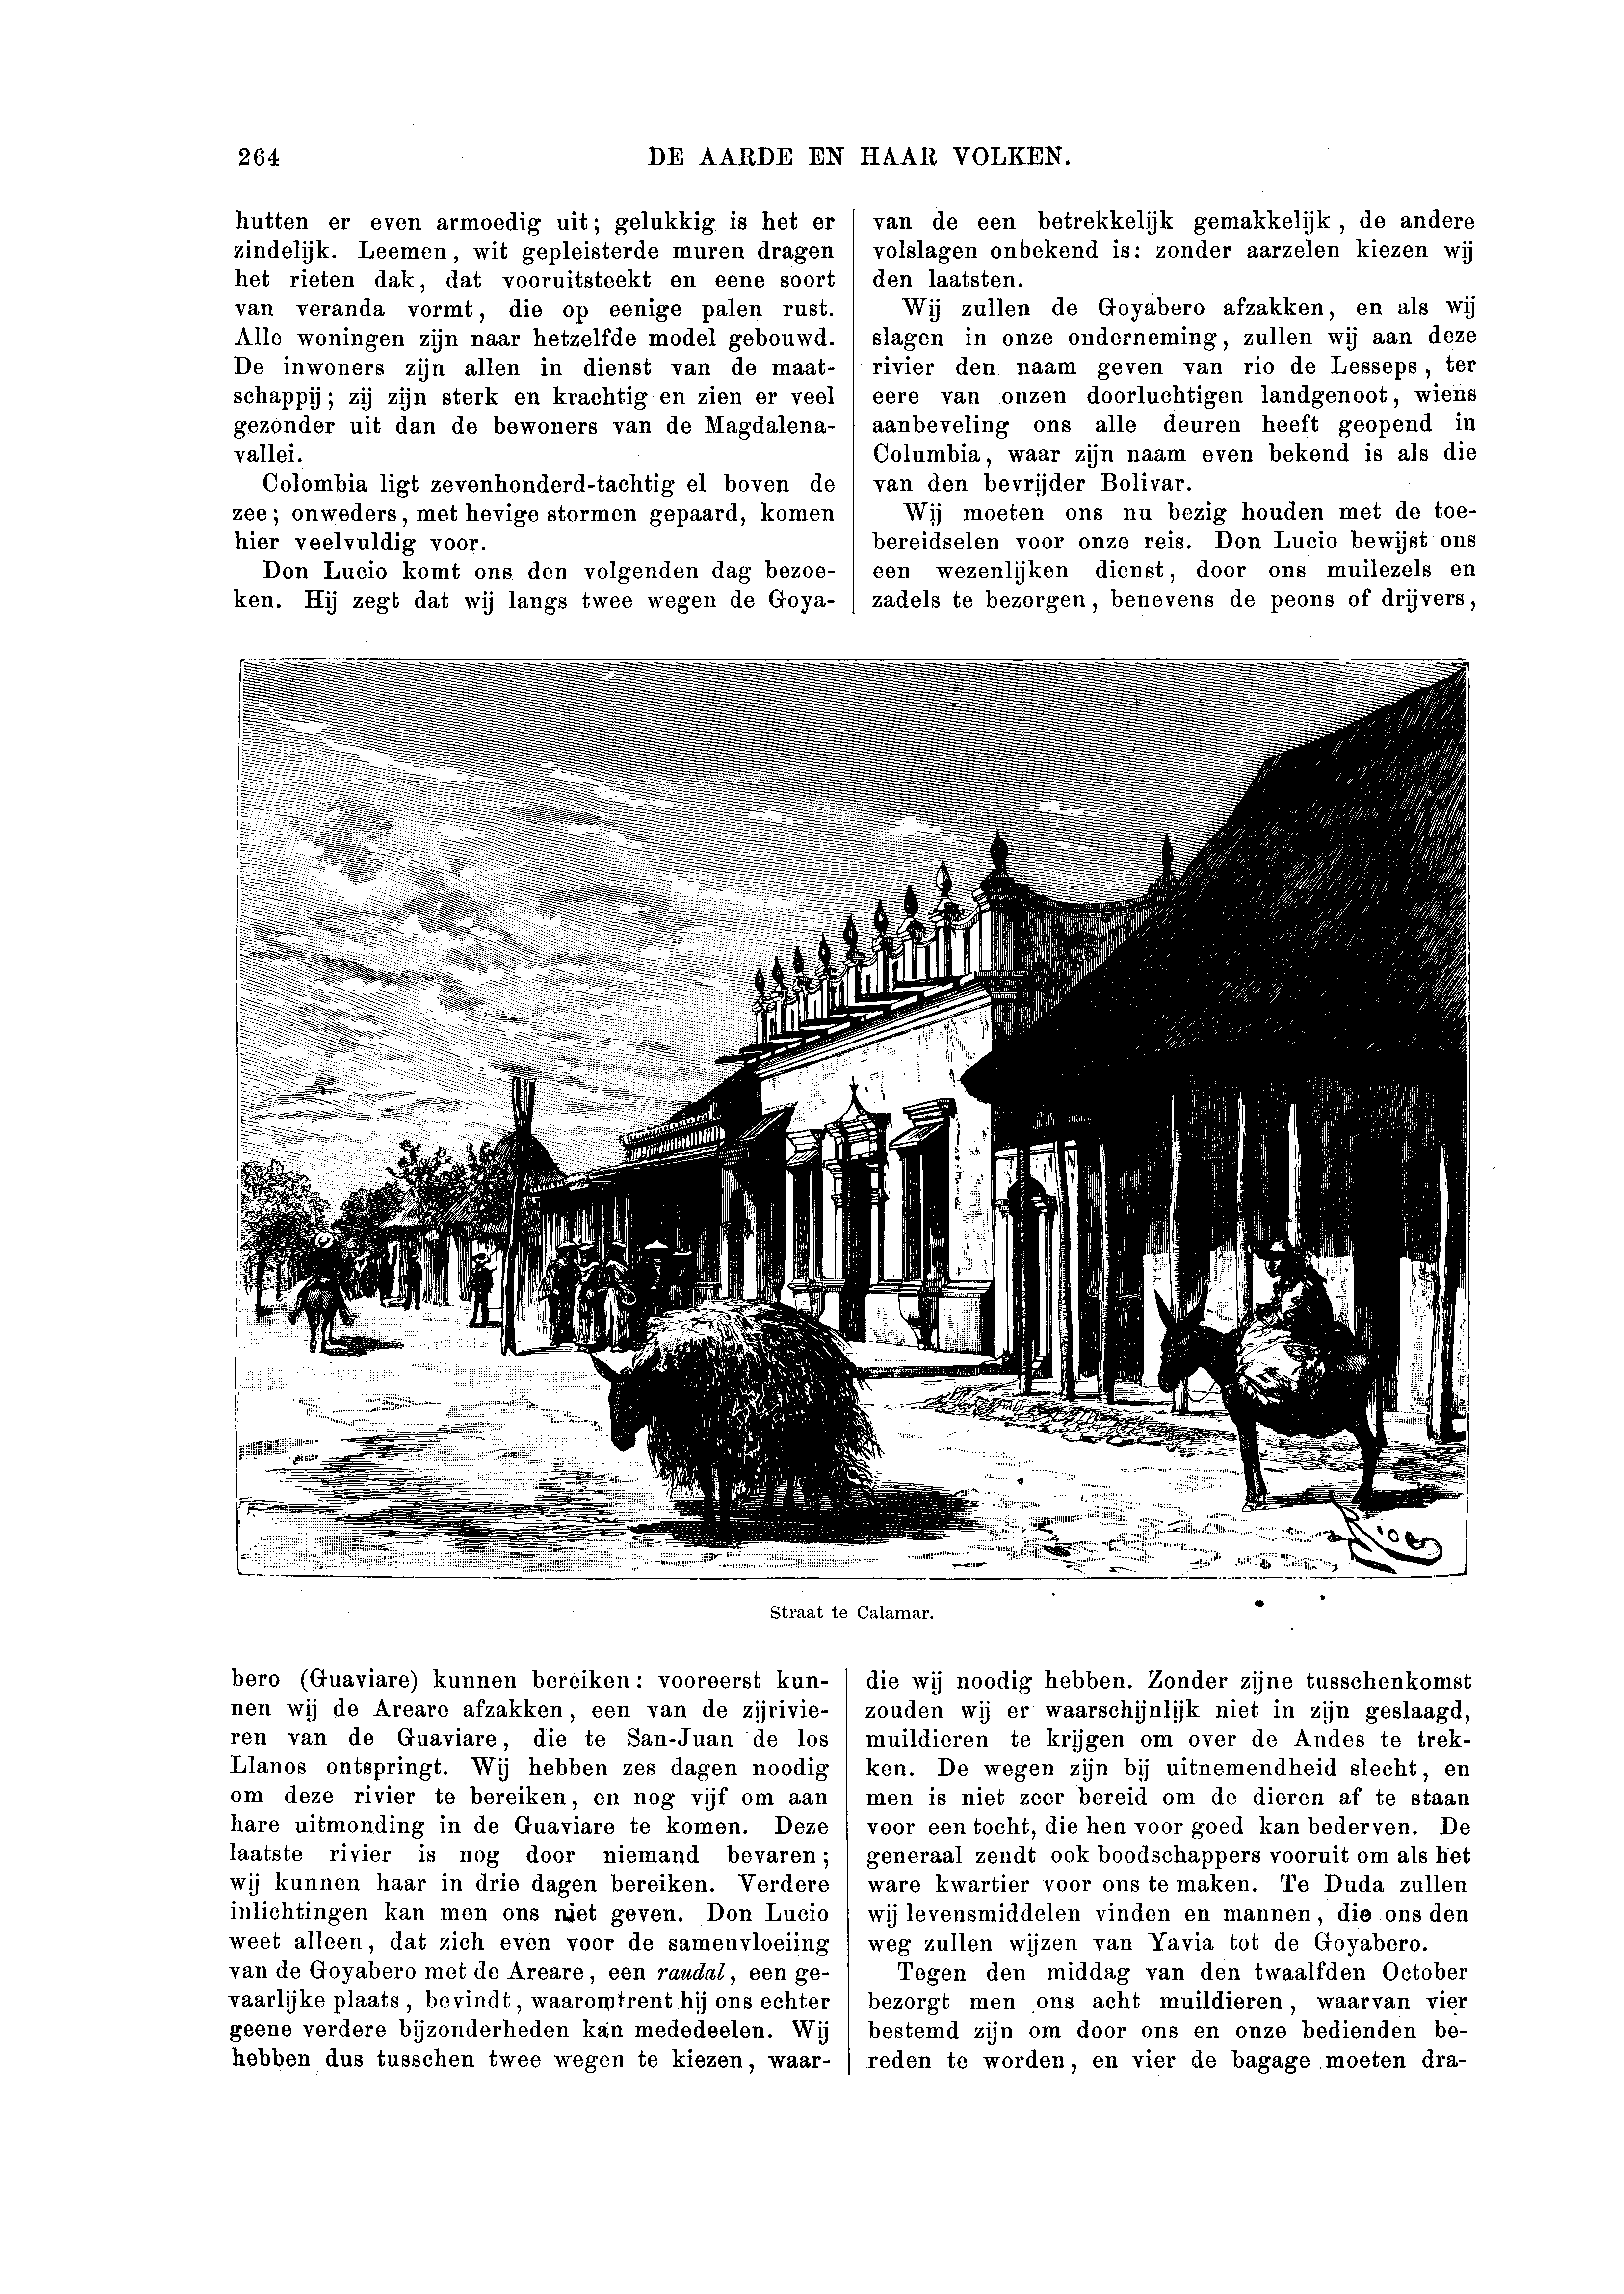 264
DE AARDE EN HAAR VOLKEN.
hutten er even armoedig uit; gelukkig is het er
zindelijk. Leemen, wit gepleisterde muren dragen
het rieten dak, dat vooruitsteekt en eene soort
van veranda vormt, die op eenige palen rust.
Alle woningen zijn naar hetzelfde model gebouwd.
De inwoners zijn allen in dienst van de maat-
schappij; zij zijn sterk en krachtig en zien er veel
gezonder uit dan de bewoners van de Magdalena-
vallei.
Colombia ligt zevenhonderd-tachtig el boven de
zee; onweders, met hevige stormen gepaard, komen
hier veelvuldig voor.
Don Lucio komt ons den volgenden dag bezoe-
ken. Hij zegt dat wij langs twee wegen de Goya-
bero (Guaviare) kunnen bereiken: vooreerst kun-
nen wij de Areare afzakken, een van de zijrivie-
ren van de Guaviare, die te San-Juan de los
Llanos ontspringt. Wij hebben zes dagen noodig
om deze rivier te bereiken, en nog vijf om aan
hare uitmonding in de Guaviare te komen. Deze
laatste rivier is nog door niemand bevaren;
wij kunnen haar in drie dagen bereiken. Verdere
inlichtingen kan men ons niet geven. Don Lucio
weet alleen, dat zich even voor de samenvloeiing
van de Goyabero met de Areare, een raudal, een ge-
vaarlijke plaats, bevindt, waaromtrent hij ons echter
geene verdere bijzonderheden kan mededeelen. Wij
hebben dus tusschen twee wegen te kiezen, waar-
van de een betrekkelijk gemakkelijk, de andere
volslagen onbekend is: zonder aarzelen kiezen wij
den laatsten.
Wij zullen de Goyabero afzakken, en als wij
slagen in onze onderneming, zullen wij aan deze
rivier den naam geven van rio de Lesseps, ter
eere van onzen doorluchtigen landgenoot, wiens
aanbeveling ons alle deuren heeft geopend in
Columbia, waar zijn naam even bekend is als die
van den bevrijder Bolivar.
Wij moeten ons nu bezig houden met de toe-
bereidselen voor onze reis. Don Lucio bewijst ons
een wezenlijken dienst, door ons muilezels en
zadels te bezorgen, benevens de peons of drijvers,
die wij noodig hebben. Zonder zijne tusschenkomst
zouden wij er waarschijnlijk niet in zijn geslaagd,
muildieren te krijgen om over de Andes te trek-
ken. De wegen zijn bij uitnemendheid slecht, en
men is niet zeer bereid om de dieren af te staan
voor een tocht, die hen voor goed kan bederven. De
generaal zendt ook boodschappers vooruit om als het
ware kwartier voor ons te maken. Te Duda zullen
wij levensmiddelen vinden en mannen, die ons den
weg zullen wijzen van Yavia tot de Goyabero.
Tegen den middag van den twaalfden October
bezorgt men ons acht muildieren, waarvan vier
bestemd zijn om door ons en onze bedienden be-
reden te worden, en vier de bagage moeten dra-
Straat te Calamar.